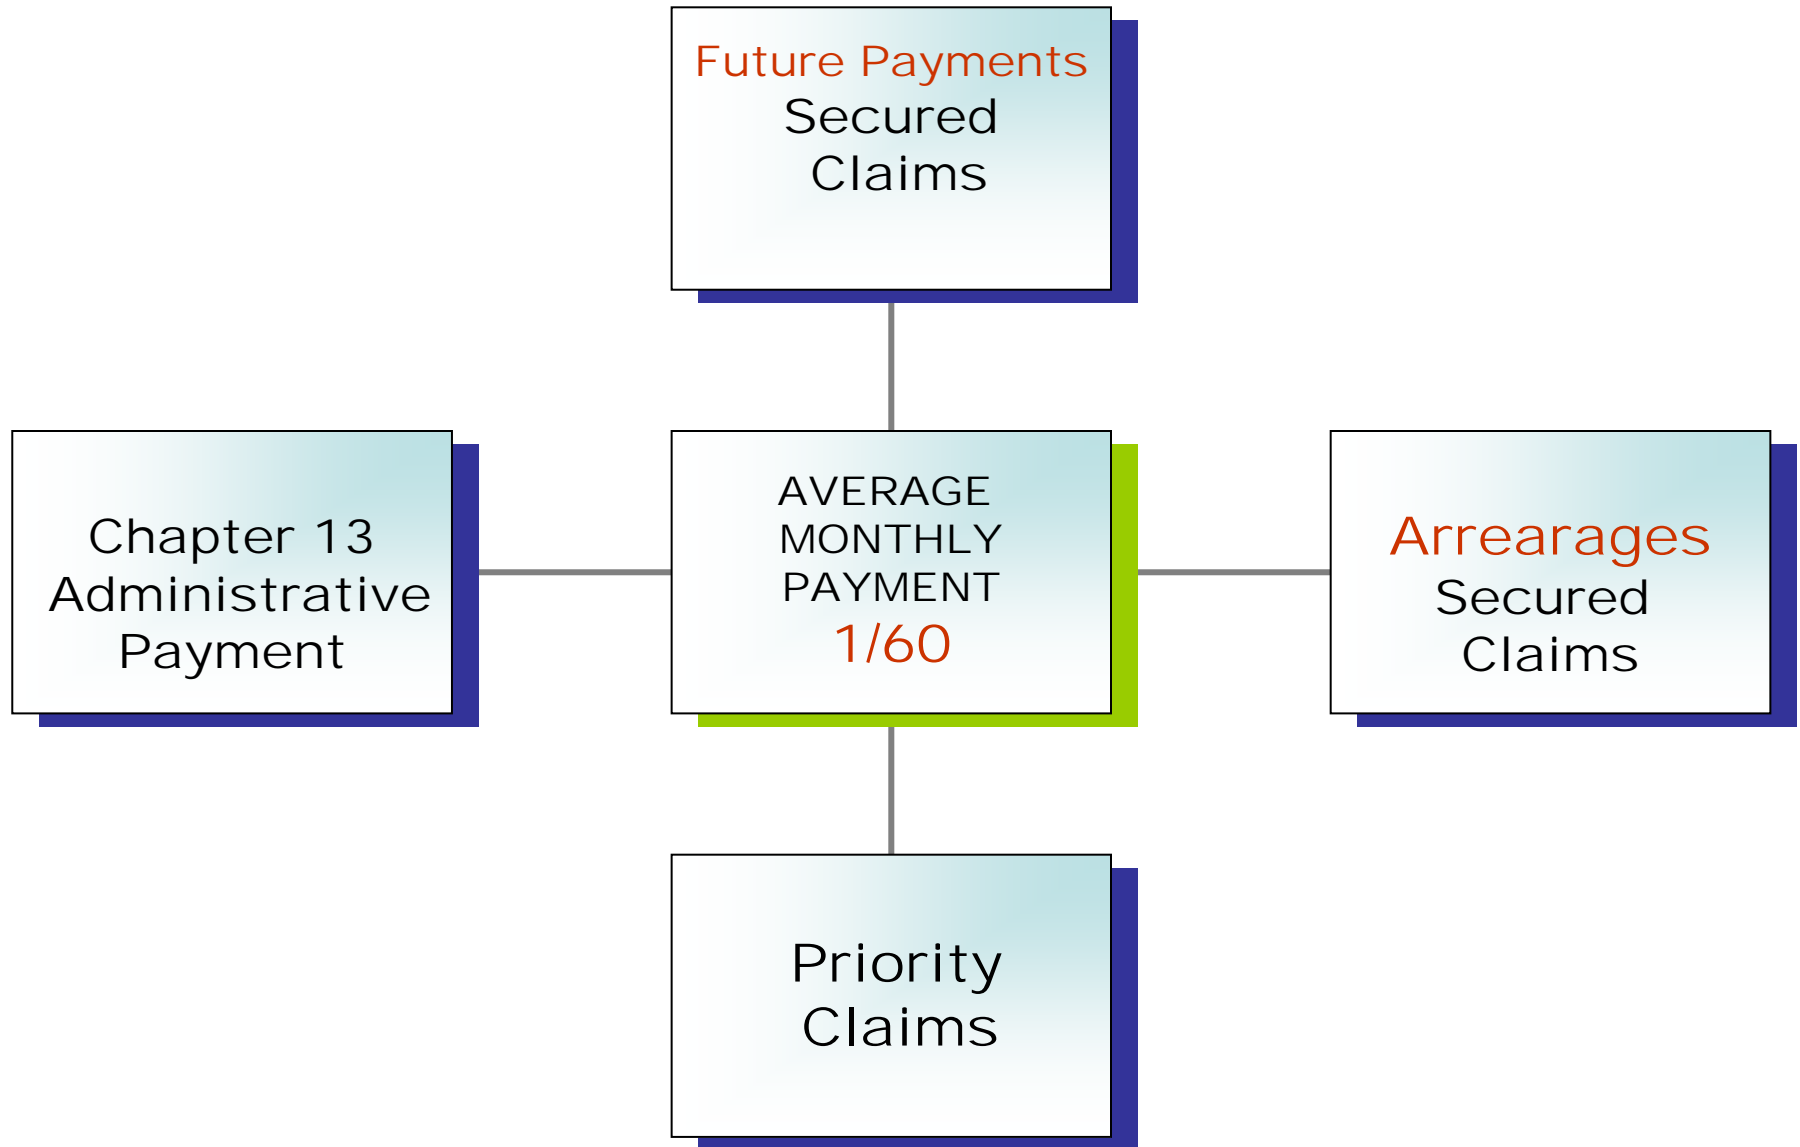 Future Payments
Secured
Claims
Chapter 13
Administrative
Payment
AVERAGE
MONTHLY
PAYMENT
1/60
Arrearages
Secured
Claims
Priority
Claims